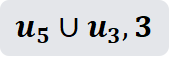 u₅ ∪ u₃, 3